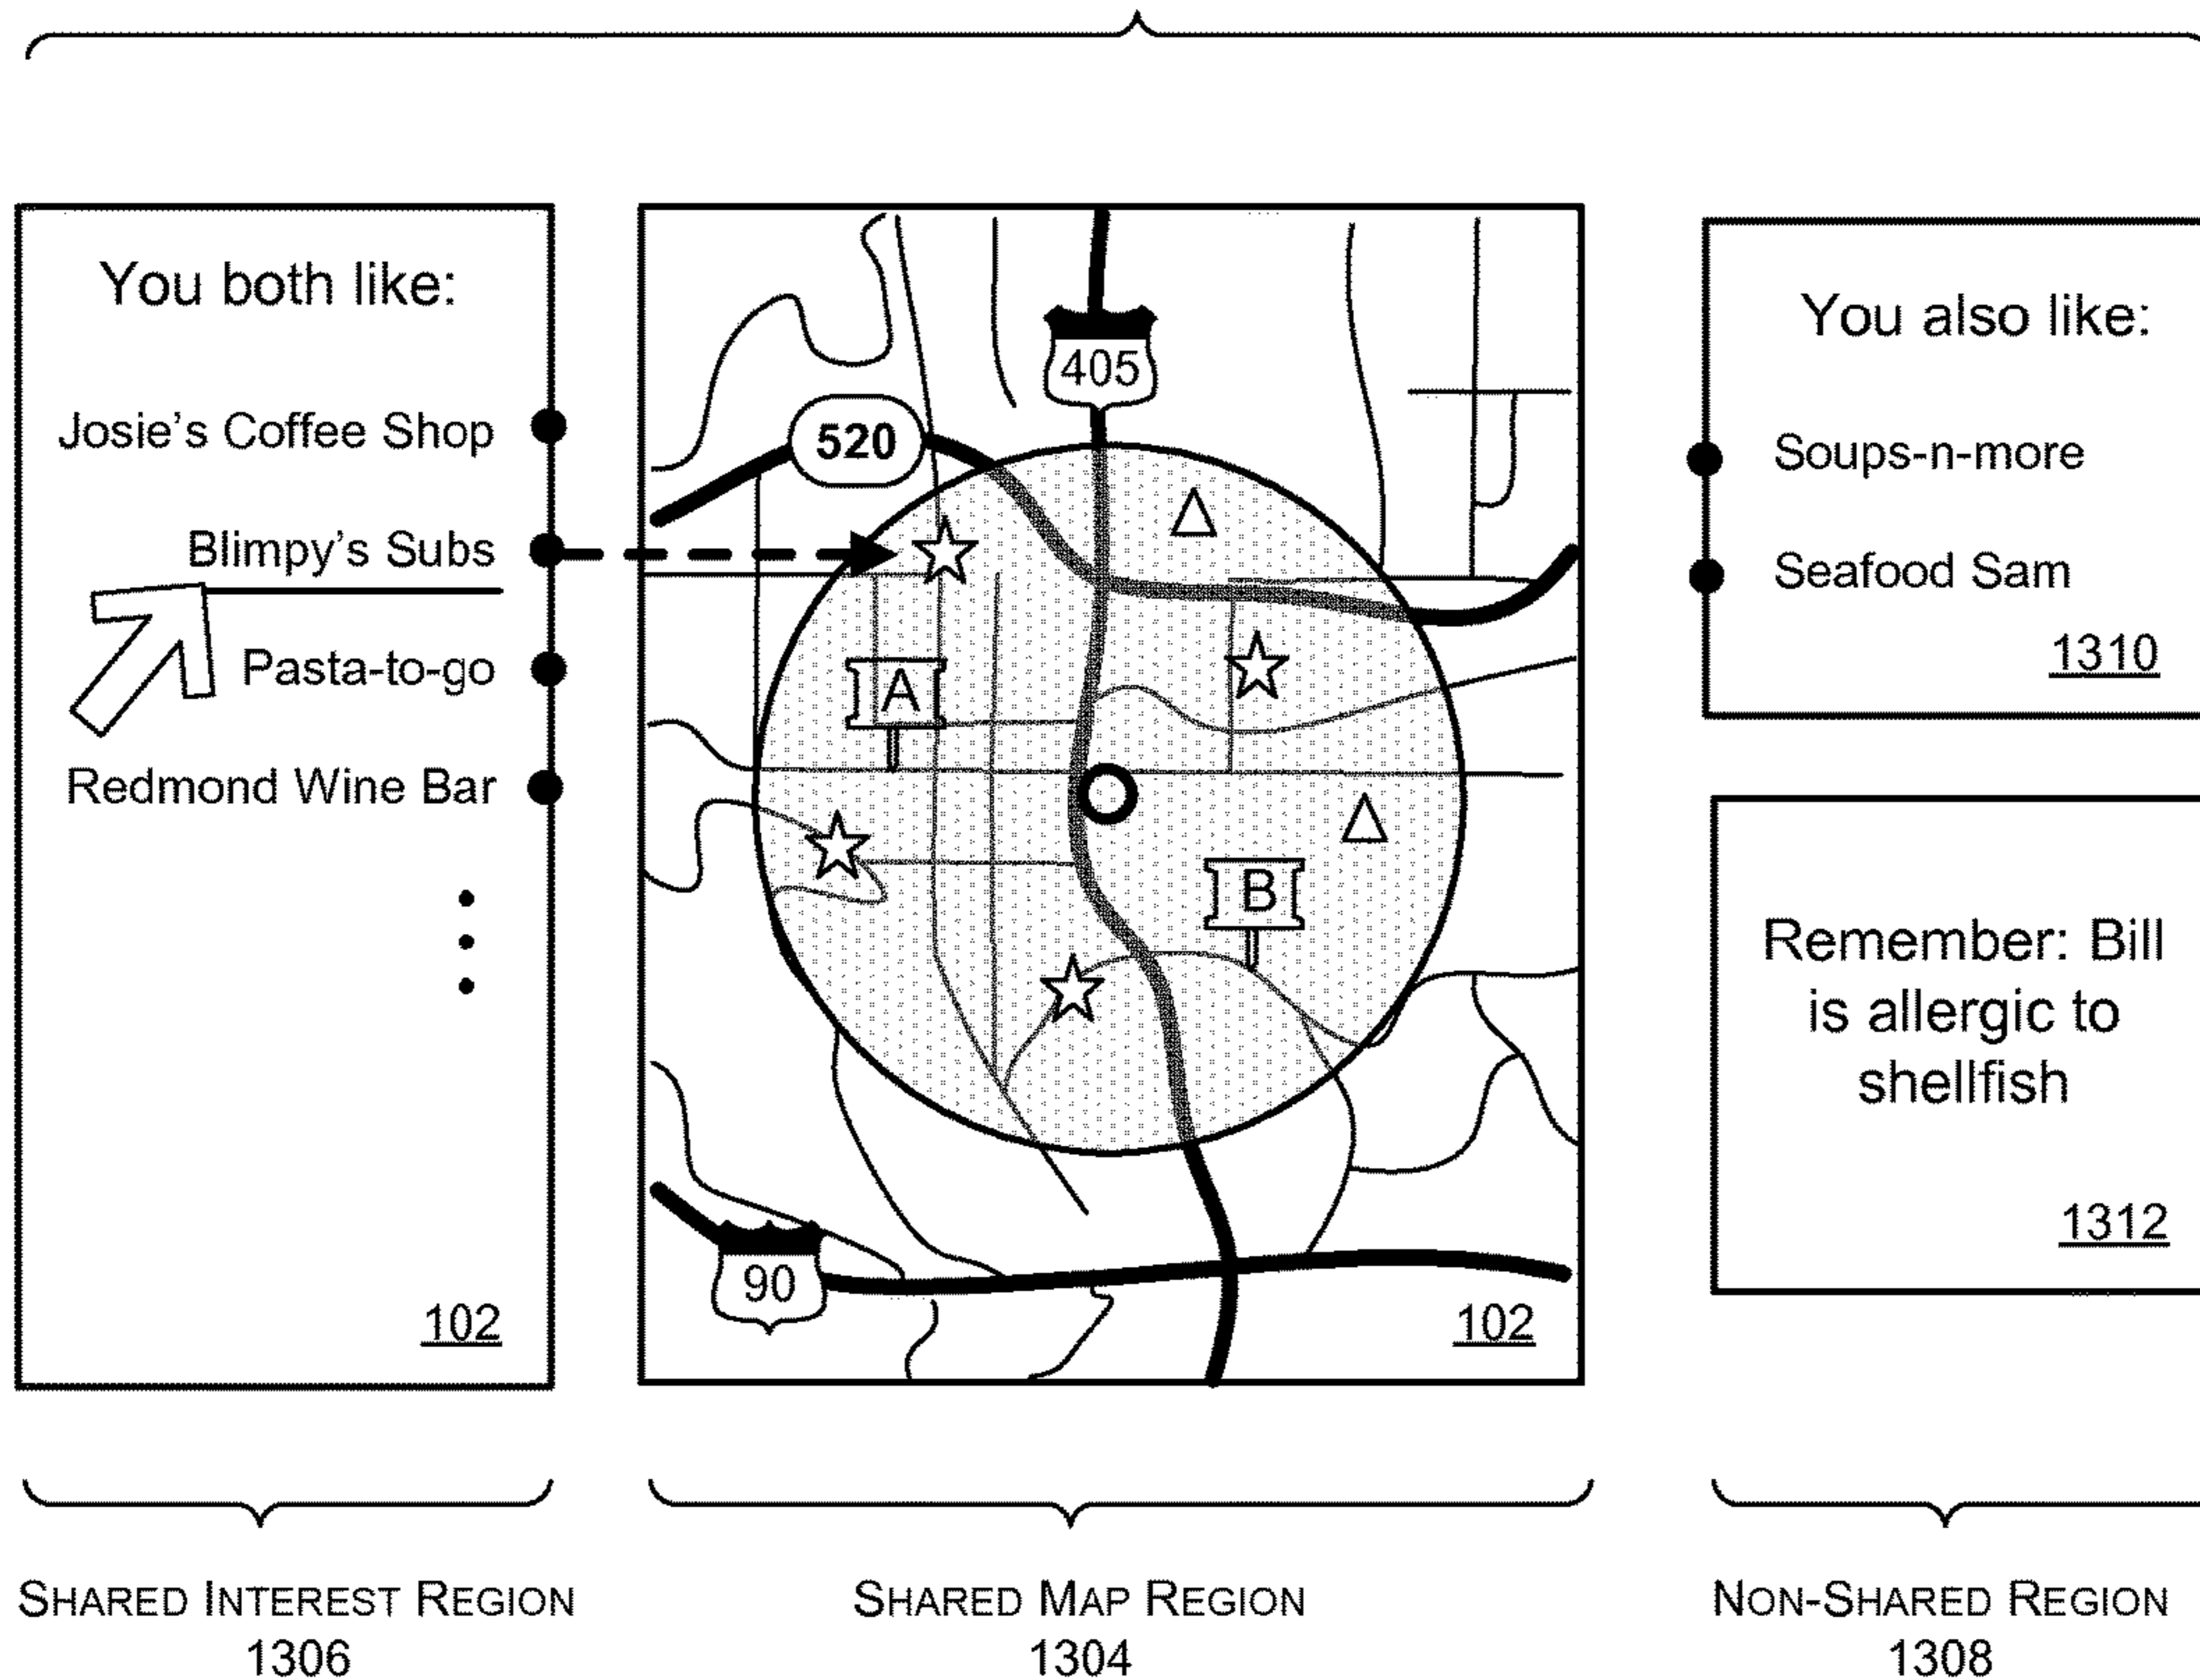 You both like:
Josie's Coffee Shop
Blimpy's Subs
Pasta-to-go
Redmond Wine Bar
102
405
520
A
B
90
102
You also like:
Soups-n-more
Seafood Sam
1310
Remember: Bill
is allergic to
shellfish
1312
SHARED INTEREST REGION
1306
SHARED MAP REGION
1304
NON-SHARED REGION
1308